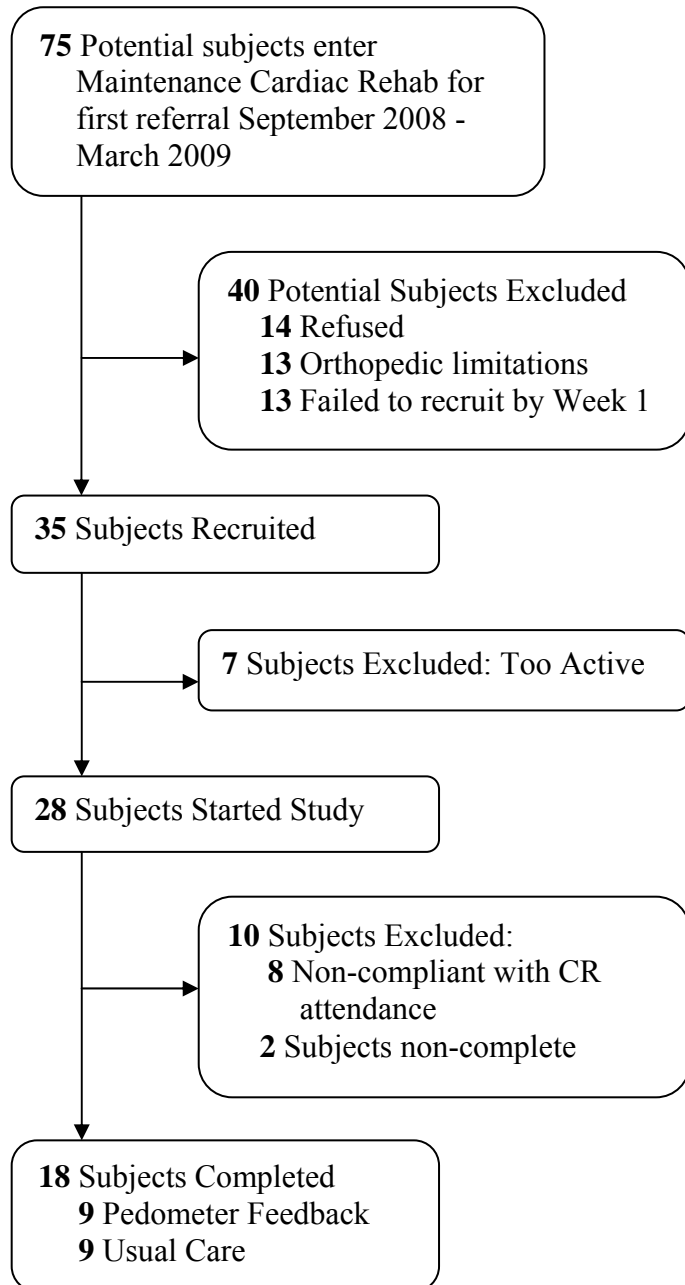 75 Potential subjects enter
Maintenance Cardiac Rehab for
first referral September 2008 -
March 2009
40 Potential Subjects Excluded
14 Refused
13 Orthopedic limitations
13 Failed to recruit by Week 1
35 Subjects Recruited
7 Subjects Excluded: Too Active
28 Subjects Started Study
10 Subjects Excluded:
8 Non-compliant with CR
attendance
2 Subjects non-complete
18 Subjects Completed
9 Pedometer Feedback
9 Usual Care